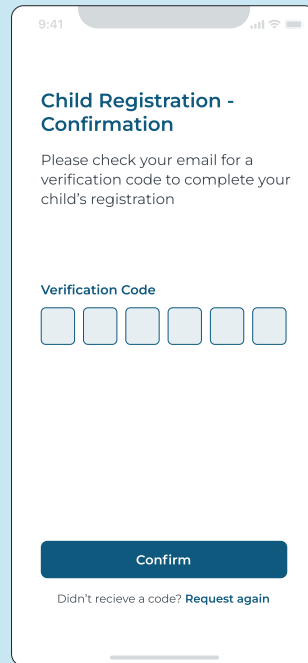 9:41
Child Registration -
Confirmation
Please check your email for a
verification code to complete your
child's registration
Verification Code
Confirm
Didn't recieve a code? Request again